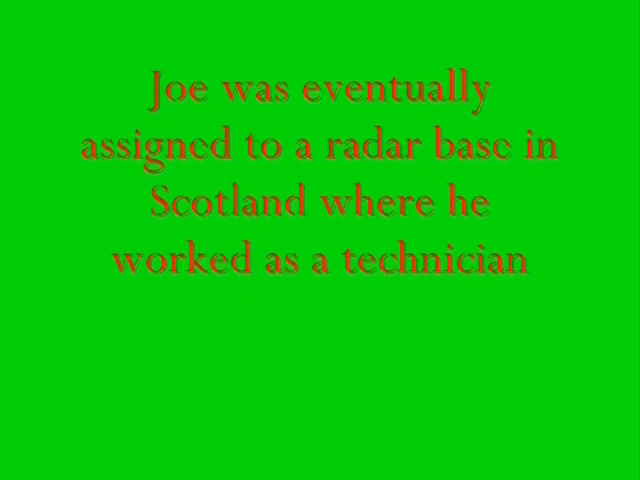 Joe was eventually
assigned to a radar base in
Scotland where he
worked as a technician